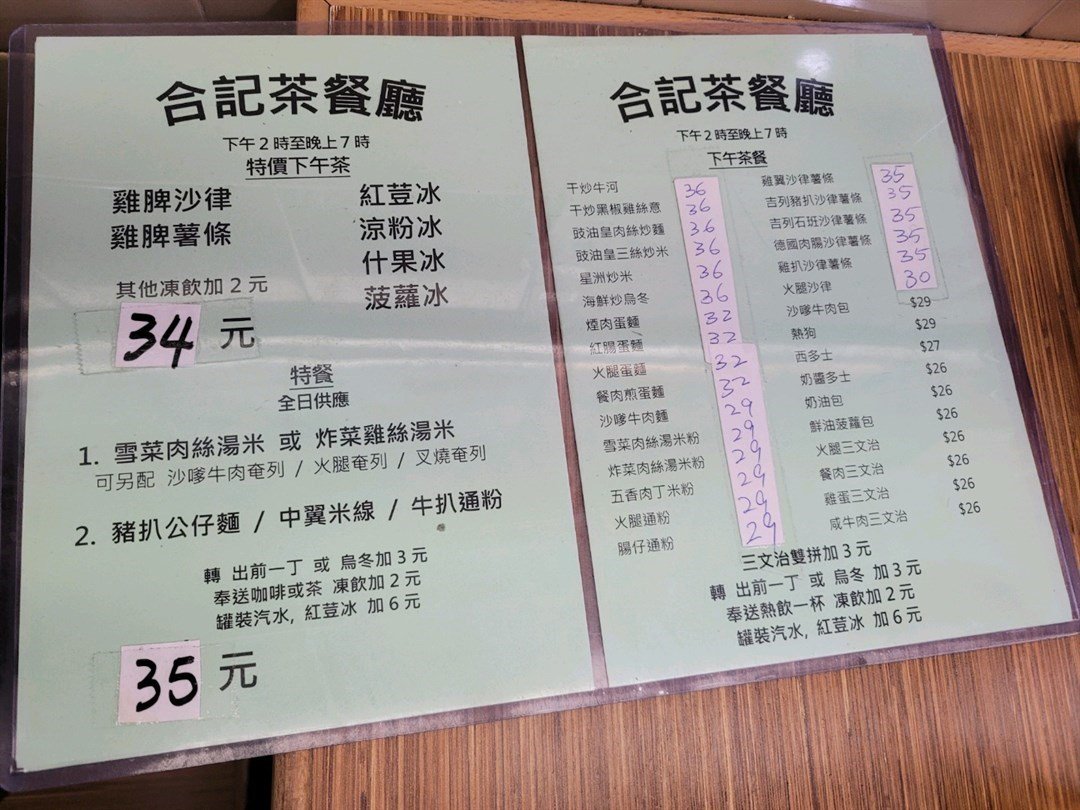 合記茶餐廳
下午2時至晚上7時
特價下午茶
雞脾沙律 紅荳冰
雞脾薯條 涼粉冰
什果冰
其他凍飲加2元 菠蘿冰
34 元
特餐
全日供應
1. 雪菜肉絲湯米 或 炸菜雞絲湯米
可另配 沙嗲牛肉奄列 / 火腿奄列 / 叉燒奄列
2. 豬扒公仔麵 / 中翼米線 / 牛扒通粉
轉 出前一丁 或 烏冬 加3元
奉送咖啡或茶 凍飲加2元
罐裝汽水, 紅荳冰 加6元
35 元
合記茶餐廳
下午2時至晚上7時
下午茶餐
干炒牛河 36
干炒黑椒雞絲意 36
豉油皇肉絲炒麵 36
豉油皇三絲炒米 36
星洲炒米 36
海鮮炒烏冬 36
煙肉蛋麵 32
紅腸蛋麵 32
火腿蛋麵 32
餐肉煎蛋麵 32
沙嗲牛肉麵 29
雪菜肉絲湯米粉 29
炸菜肉絲湯米粉 29
五香肉丁米粉 29
火腿通粉 29
腸仔通粉 29
雞翼沙律薯條 35
吉列豬扒沙律薯條 35
吉列石班沙律薯條 35
德國肉腸沙律薯條 35
雞扒沙律薯條 35
火腿沙律 30
沙嗲牛肉包 $29
熱狗 $29
西多士 $27
奶醬多士 $26
奶油包 $26
鮮油菠蘿包 $26
火腿三文治 $26
餐肉三文治 $26
雞蛋三文治 $26
咸牛肉三文治 $26
三文治雙拼加3元
轉 出前一丁 或 烏冬 加3元
奉送熱飲一杯 凍飲加2元
罐裝汽水, 紅荳冰 加6元